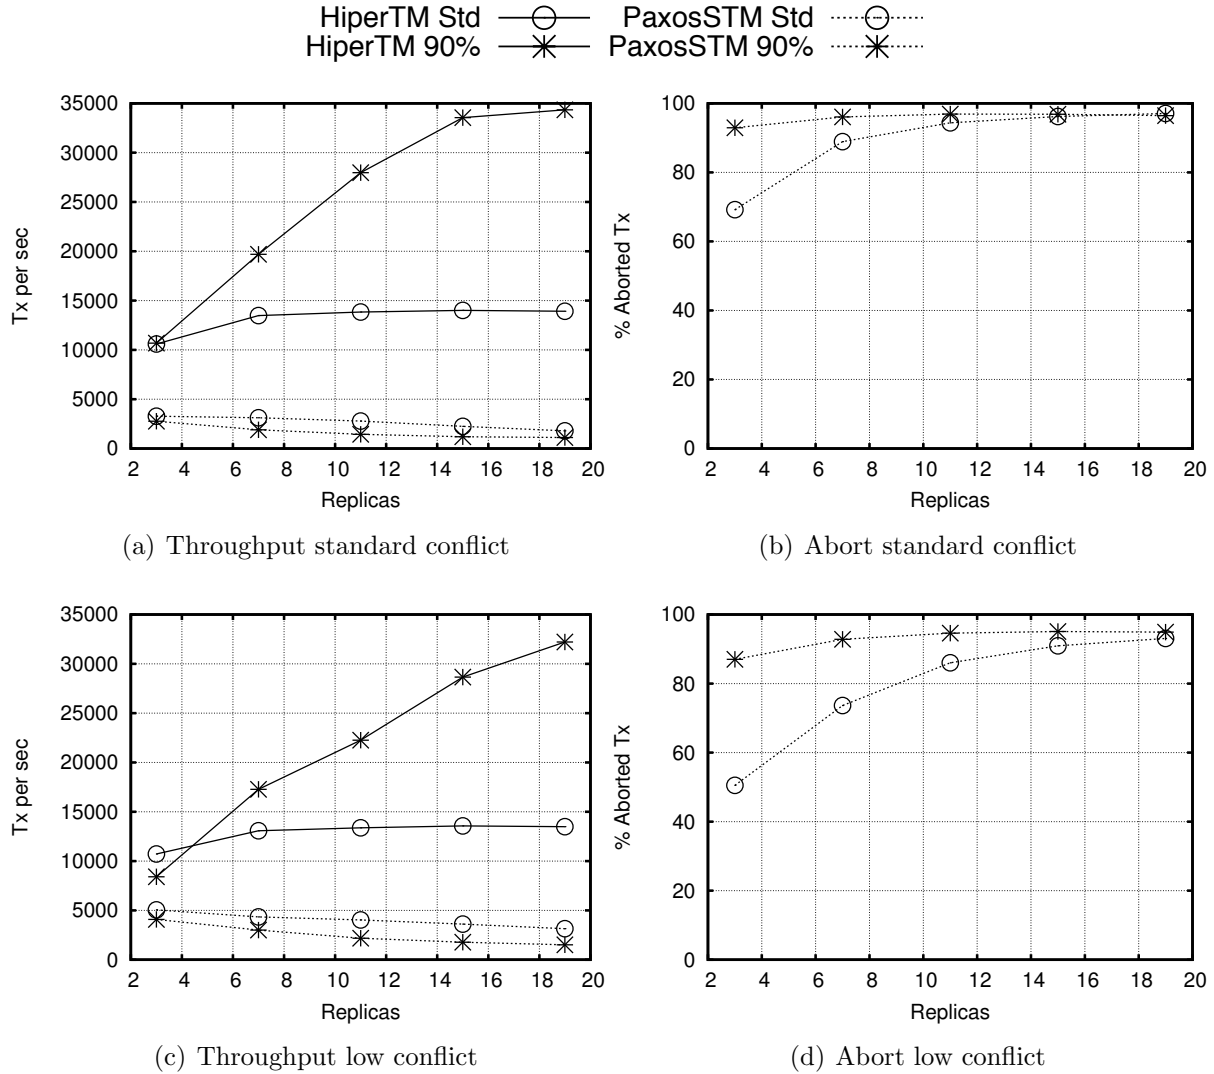 HiperTM Std PaxosSTM Std
HiperTM 90% PaxosSTM 90%
35000
30000
25000
20000
15000
10000
5000
0
Tx per sec
2 4 6 8 10 12 14 16 18 20
Replicas
(a) Throughput standard conflict
100
80
60
40
20
0
% Aborted Tx
2 4 6 8 10 12 14 16 18 20
Replicas
(b) Abort standard conflict
35000
30000
25000
20000
15000
10000
5000
0
Tx per sec
2 4 6 8 10 12 14 16 18 20
Replicas
(c) Throughput low conflict
100
80
60
40
20
0
% Aborted Tx
2 4 6 8 10 12 14 16 18 20
Replicas
(d) Abort low conflict